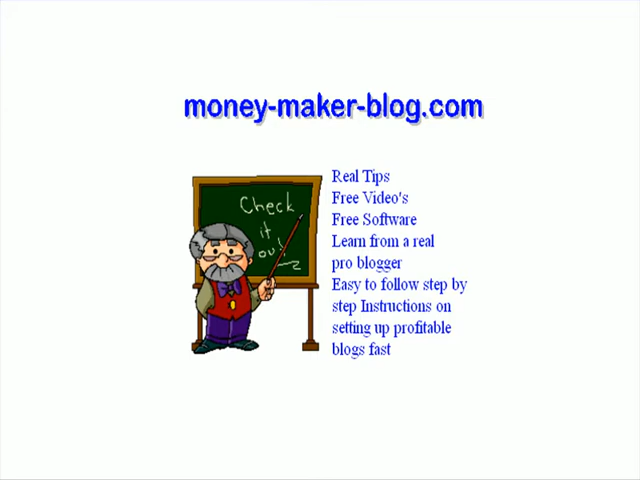 money-maker-blog.com
Check
it
out!
Real Tips
Free Video's
Free Software
Learn from a real
pro blogger
Easy to follow step by
step Instructions on
setting up profitable
blogs fast